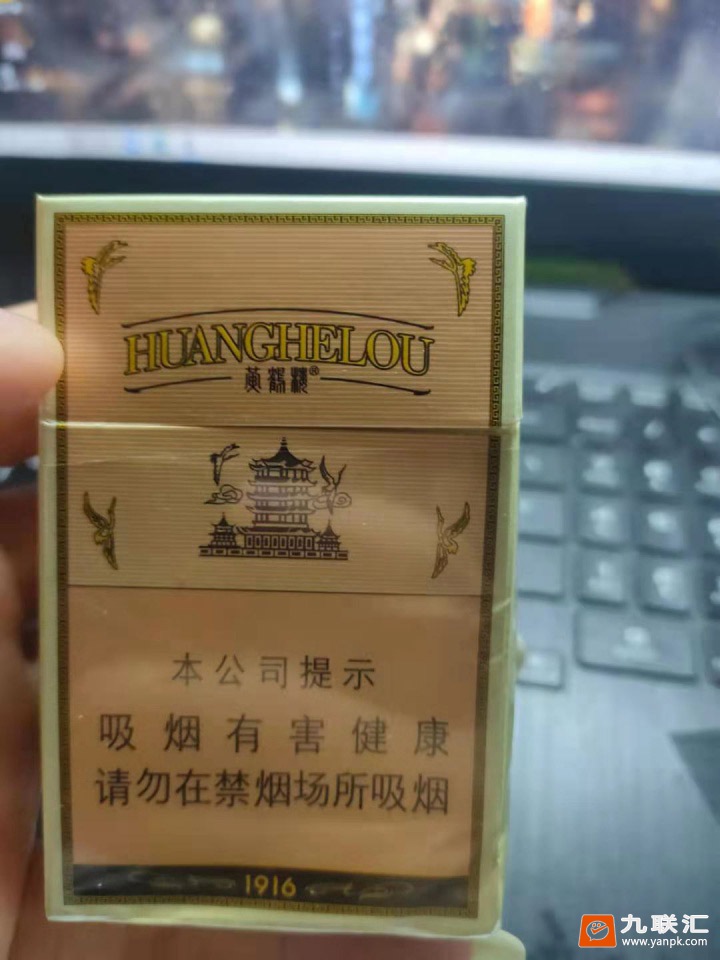 HUANGHELOU
黄鹤楼®
本公司提示
吸烟有害健康
请勿在禁烟场所吸烟
1916
九联汇
www.yanpk.com